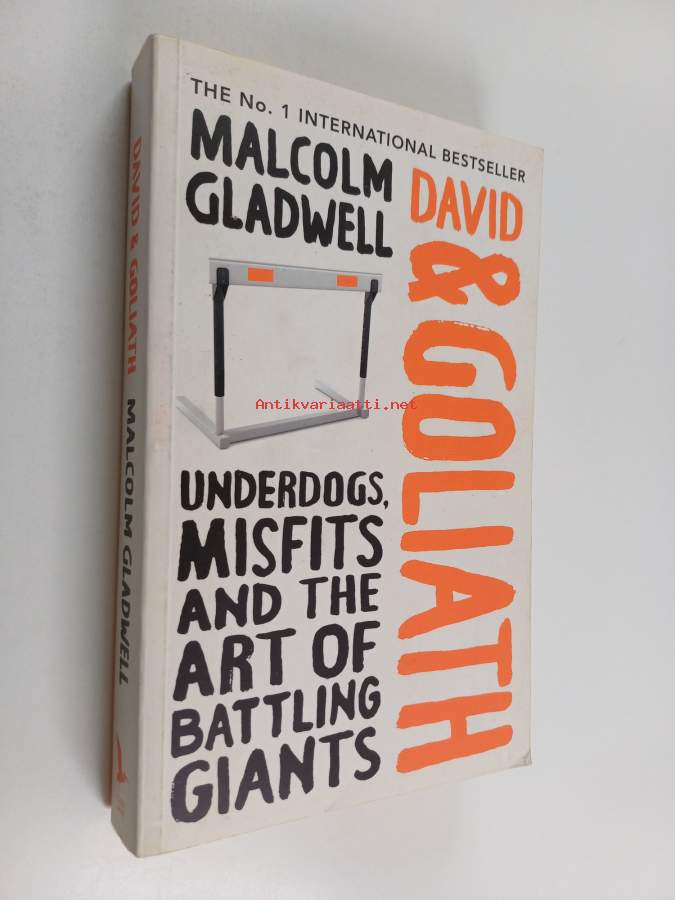 THE No. 1 INTERNATIONAL BESTSELLER
MALCOLM
GLADWELL
DAVID
& GOLIATH
Antikvariaatti.net
UNDERDOGS,
MISFITS
AND THE
ART OF
BATTLING
GIANTS
DAVID & GOLIATH MALCOLM GLADWELL